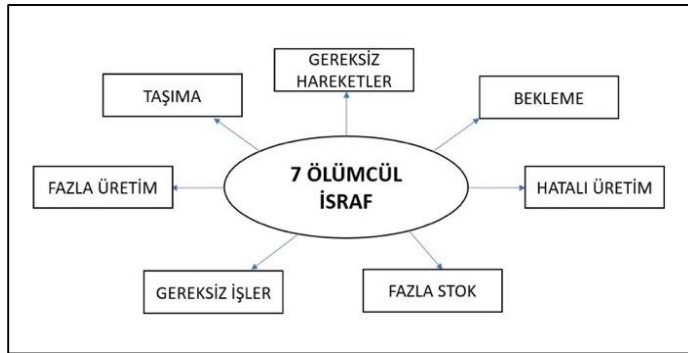 GEREKSİZ
HAREKETLER
TAŞIMA
BEKLEME
7 ÖLÜMCÜL
İSRAF
FAZLA ÜRETİM
HATALI ÜRETİM
GEREKSİZ İŞLER
FAZLA STOK